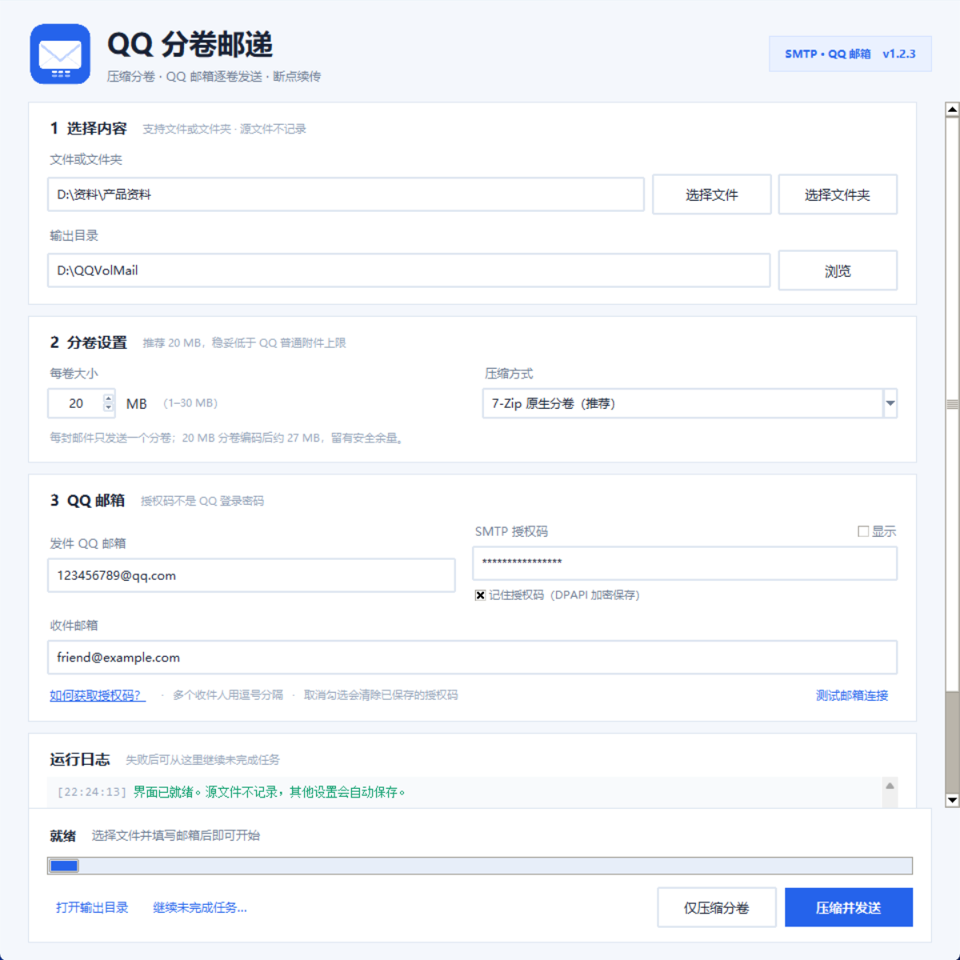 QQ 分卷邮递
压缩分卷 · QQ 邮箱逐卷发送 · 断点续传
SMTP • QQ 邮箱 v1.2.3
1 选择内容 支持文件或文件夹 · 源文件不记录
文件或文件夹
D:\资料\产品资料 选择文件 选择文件夹
输出目录
D:\QQVolMail 浏览
2 分卷设置 推荐 20 MB，稳妥低于 QQ 普通附件上限
每卷大小 压缩方式
20 MB （1–30 MB） 7-Zip 原生分卷（推荐）
每封邮件只发送一个分卷；20 MB 分卷编码后约 27 MB，留有安全余量。
3 QQ 邮箱 授权码不是 QQ 登录密码
发件 QQ 邮箱 SMTP 授权码 显示
123456789@qq.com ****************
记住授权码（DPAPI 加密保存）
收件邮箱
friend@example.com
如何获取授权码？ · 多个收件人用逗号分隔 · 取消勾选会清除已保存的授权码 测试邮箱连接
运行日志 失败后可从这里继续未完成任务
[22:24:13] 界面已就绪。源文件不记录，其他设置会自动保存。
就绪 选择文件并填写邮箱后即可开始
打开输出目录 继续未完成任务... 仅压缩分卷 压缩并发送